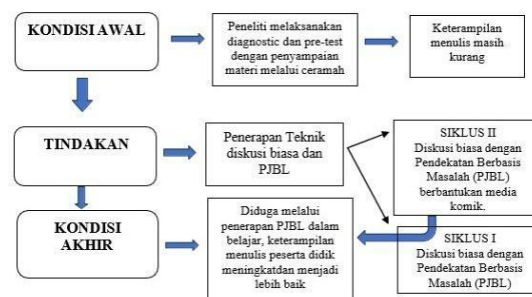 KONDISI AWAL
Peneliti melaksanakan
diagnostic dan pre-test
dengan penyampaian
materi melalui ceramah
Keterampilan
menulis masih
kurang
TINDAKAN
Penerapan Teknik
diskusi biasa dan
PJBL
SIKLUS II
Diskusi biasa dengan
Pendekatan Berbasis
Masalah (PJBL)
berbantukan media
komik.
KONDISI
AKHIR
Diduga melalui
penerapan PJBL dalam
belajar, keterampilan
menulis peserta didik
meningkatdan menjadi
lebih baik
SIKLUS I
Diskusi biasa dengan
Pendekatan Berbasis
Masalah (PJBL)